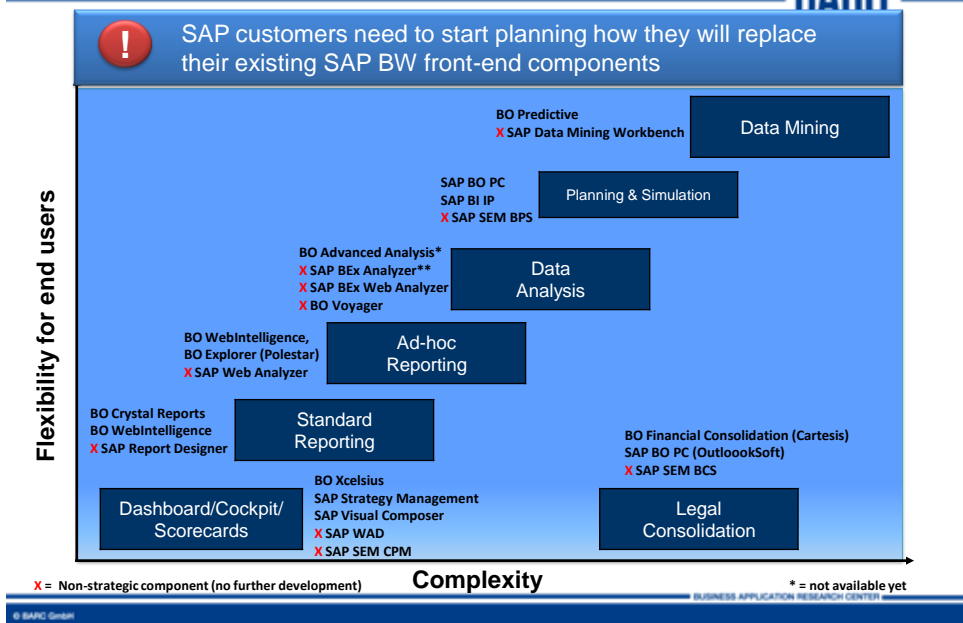 !
SAP customers need to start planning how they will replace
their existing SAP BW front-end components
BO Predictive
X SAP Data Mining Workbench
Data Mining
SAP BO PC
SAP BI IP
X SAP SEM BPS
Planning & Simulation
BO Advanced Analysis*
X SAP BEx Analyzer**
X SAP BEx Web Analyzer
X BO Voyager
Data
Analysis
BO WebIntelligence,
BO Explorer (Polestar)
X SAP Web Analyzer
Ad-hoc
Reporting
BO Crystal Reports
BO WebIntelligence
X SAP Report Designer
Standard
Reporting
BO Financial Consolidation (Cartesis)
SAP BO PC (OutloookSoft)
X SAP SEM BCS
Legal
Consolidation
Dashboard/Cockpit/
Scorecards
BO Xcelsius
SAP Strategy Management
SAP Visual Composer
X SAP WAD
X SAP SEM CPM
Flexibility for end users
Complexity
X = Non-strategic component (no further development)
* = not available yet
BUSINESS APPLICATION RESEARCH CENTER
© BARC GmbH